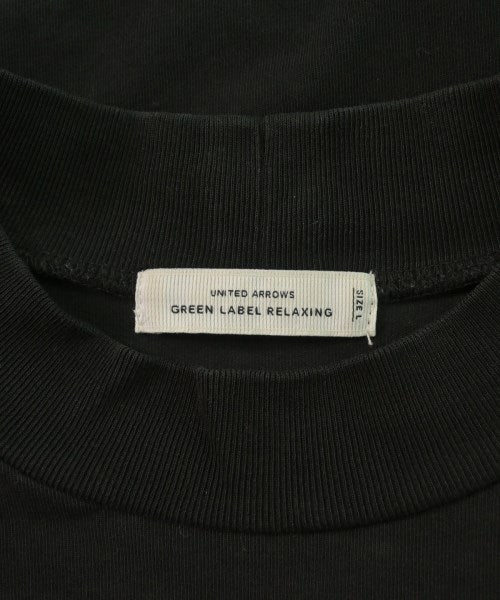 UNITED ARROWS
GREEN LABEL RELAXING
SIZE L